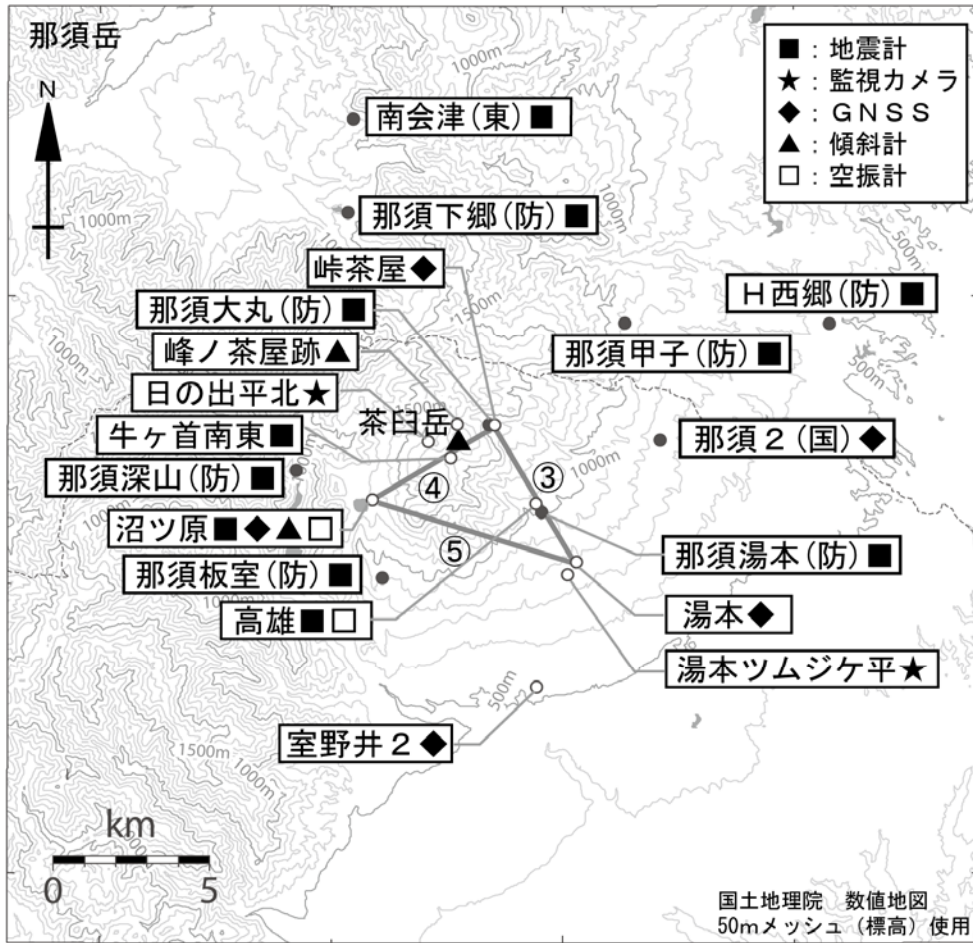 那須岳
■：地震計
★：監視カメラ
◆：GNSS
▲：傾斜計
□：空振計
N
1000m
南会津(東)■
1000m
那須下郷(防)■
1000m
500m
峠茶屋◆
1500m
H西郷(防)■
那須大丸(防)■
峰ノ茶屋跡▲
那須甲子(防)■
日の出平北★
茶臼岳
牛ヶ首南東■
那須2(国)◆
那須深山(防)■
③
1000m
④
沼ツ原■◆▲□
⑤
那須湯本(防)■
那須板室(防)■
高雄■□
湯本◆
湯本ツムジケ平★
500m
室野井2◆
1500m
1000m
km
0 5
国土地理院 数値地図
50mメッシュ(標高)使用